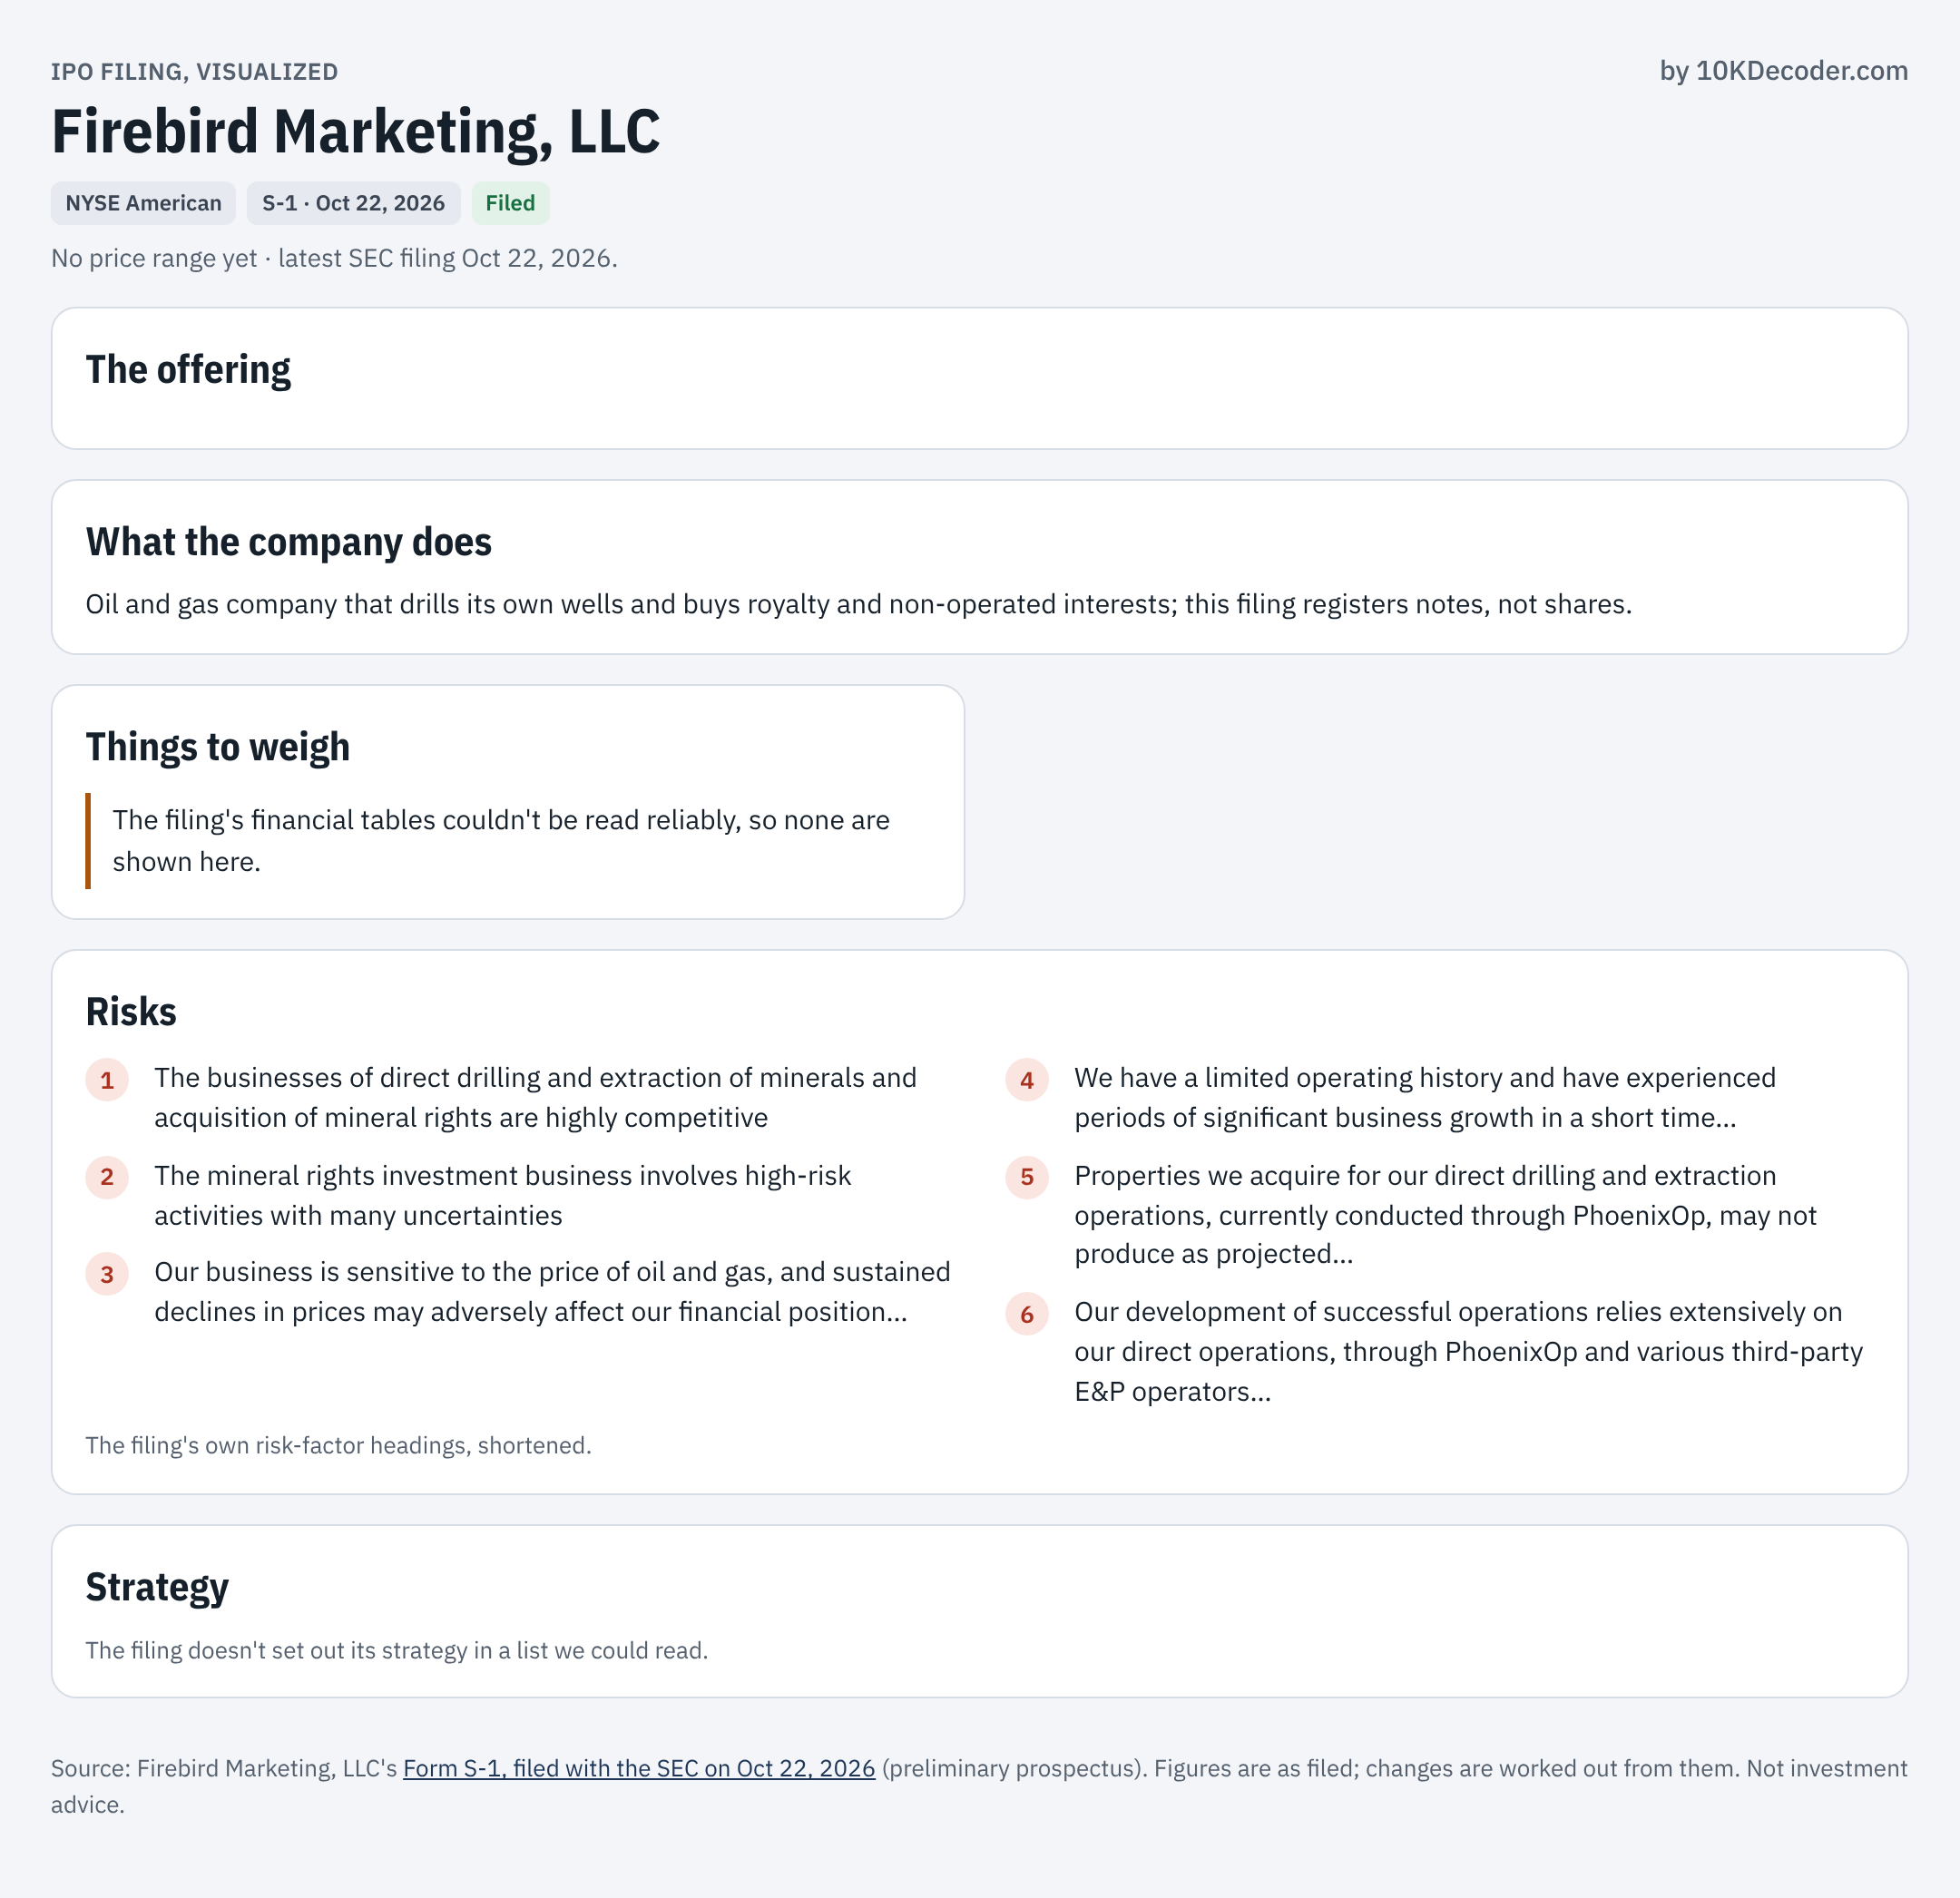 IPO FILING, VISUALIZED
by 10KDecoder.com
Firebird Marketing, LLC
NYSE American
S-1 · Oct 22, 2026
Filed
No price range yet · latest SEC filing Oct 22, 2026.
The offering
What the company does
Oil and gas company that drills its own wells and buys royalty and non-operated interests; this filing registers notes, not shares.
Things to weigh
The filing's financial tables couldn't be read reliably, so none are
shown here.
Risks
1
The businesses of direct drilling and extraction of minerals and
acquisition of mineral rights are highly competitive
2
The mineral rights investment business involves high-risk
activities with many uncertainties
3
Our business is sensitive to the price of oil and gas, and sustained
declines in prices may adversely affect our financial position...
4
We have a limited operating history and have experienced
periods of significant business growth in a short time...
5
Properties we acquire for our direct drilling and extraction
operations, currently conducted through PhoenixOp, may not
produce as projected...
6
Our development of successful operations relies extensively on
our direct operations, through PhoenixOp and various third-party
E&P operators...
The filing's own risk-factor headings, shortened.
Strategy
The filing doesn't set out its strategy in a list we could read.
Source: Firebird Marketing, LLC's Form S-1, filed with the SEC on Oct 22, 2026 (preliminary prospectus). Figures are as filed; changes are worked out from them. Not investment
advice.